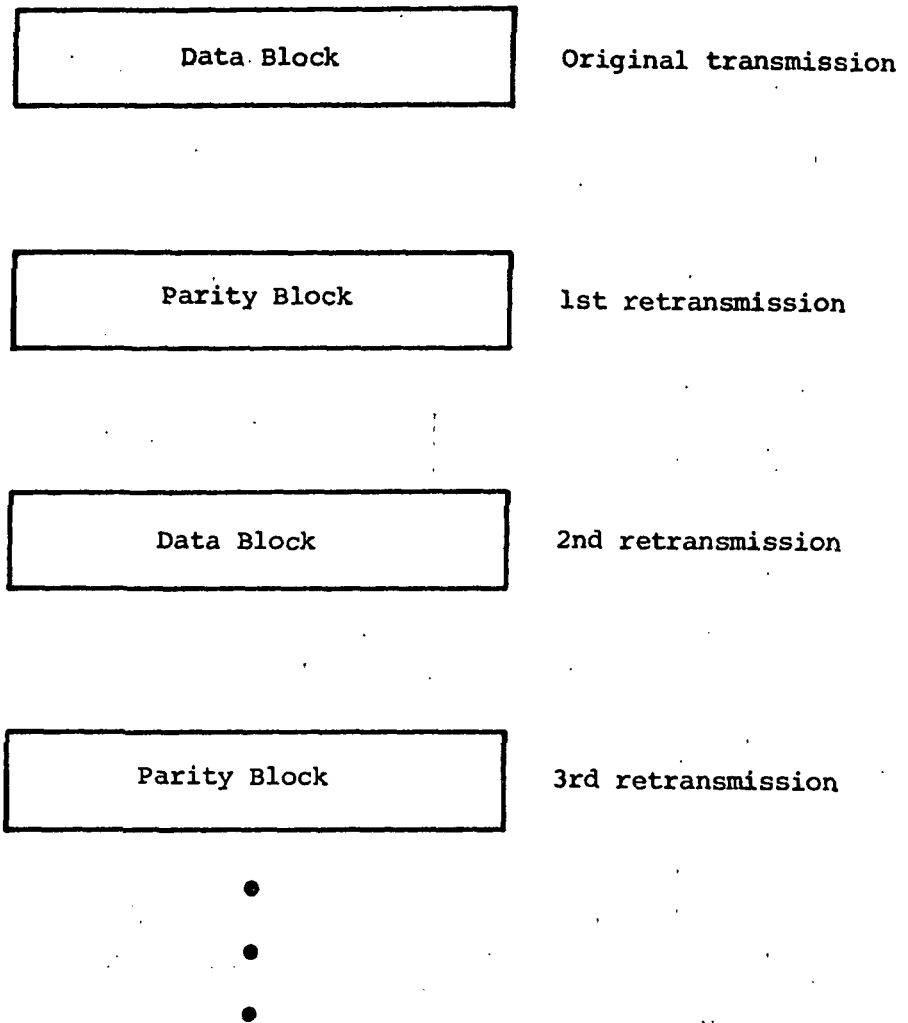 Data Block Original transmission
Parity Block 1st retransmission
Data Block 2nd retransmission
Parity Block 3rd retransmission